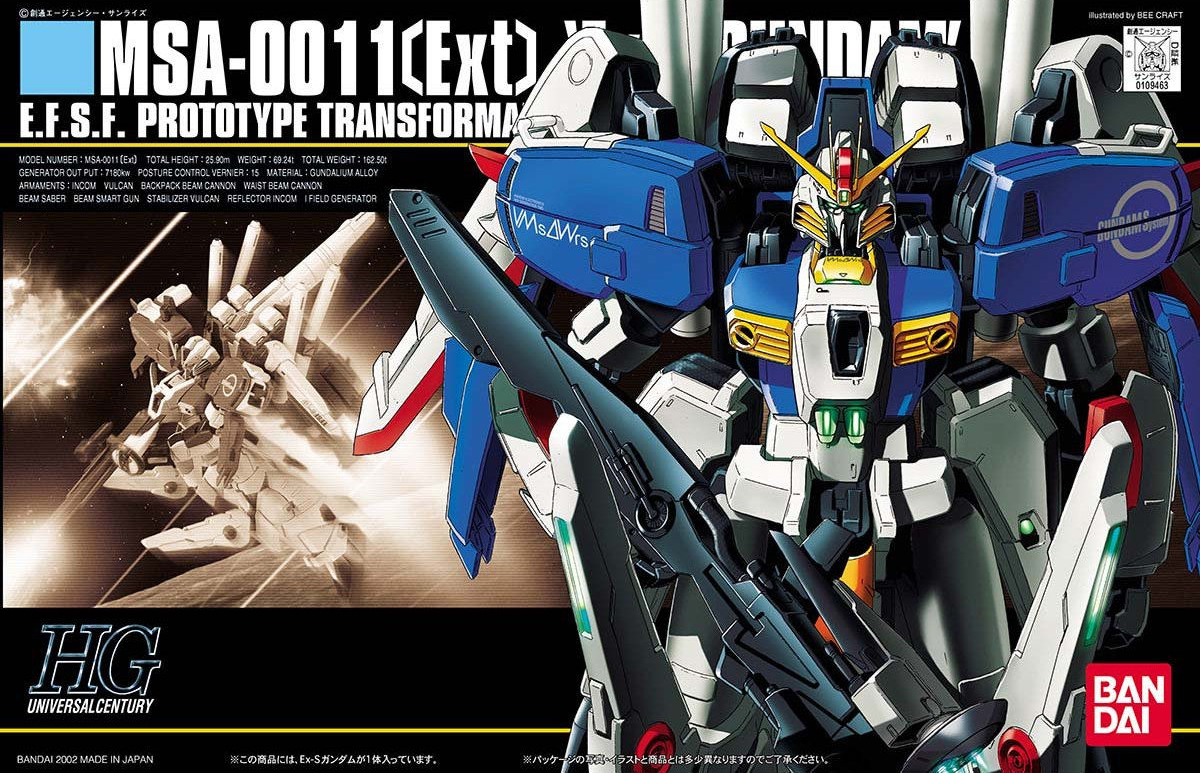 ©創通エージェンシー・サンライズ
illustrated by BEE CRAFT
MSA-0011(Ext) GUNDAM
E.F.S.F. PROTOTYPE TRANSFORMA
創通エージェンシー
サンライズ
0109463
MODEL NUMBER : MSA-0011 (Ext) TOTAL HEIGHT : 25.90m WEIGHT : 69.24t TOTAL WEIGHT : 162.50t
GENERATOR OUT PUT : 7180kw POSTURE CONTROL VERNIER : 15 MATERIAL : GUNDALIUM ALLOY
ARMAMENTS : INCOM VULCAN BACKPACK BEAM CANNON WAIST BEAM CANNON
BEAM SABER BEAM SMART GUN STABILIZER VULCAN REFLECTOR INCOM I FIELD GENERATOR
VMsΔWrs
GUNDAM System
HG
UNIVERSAL CENTURY
BAN
DAI
BANDAI 2002 MADE IN JAPAN ※この商品には、Ex-Sガンダムが1体入っています。 ※パッケージの写真・イラストと商品とは多少異なりますのでご了承ください。